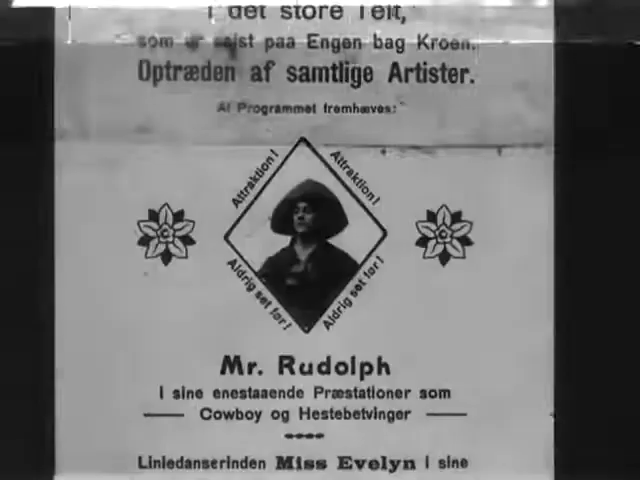 I det store Telt,
som er rejst paa Engen bag Kroen.
Optræden af samtlige Artister.
Af Programmet fremhæves:
Attraktion! Attraktion!
Aldrig set før! Aldrig set før!
Mr. Rudolph
i sine enestaaende Præstationer som
Cowboy og Hestebetvinger
Liniedanserinden Miss Evelyn i sine